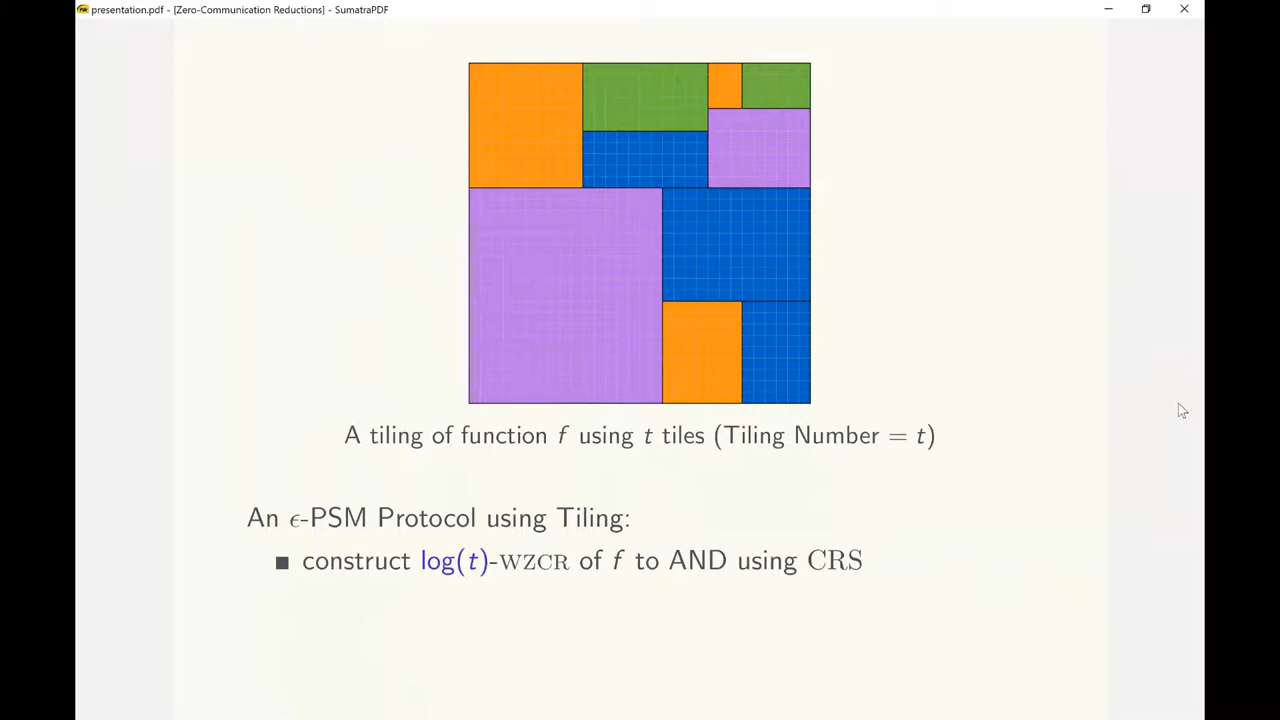 presentation.pdf - [Zero-Communication Reductions] - SumatraPDF
A tiling of function f using t tiles (Tiling Number = t)
An ϵ-PSM Protocol using Tiling:
■ construct log(t)-WZCR of f to AND using CRS